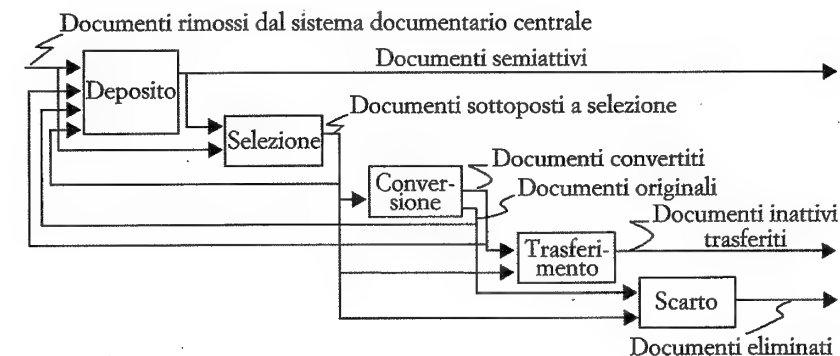 Documenti rimossi dal sistema documentario centrale
Documenti semiattivi
Deposito
Documenti sottoposti a selezione
Selezione
Documenti convertiti
Conver-
sione
Documenti originali
Documenti inattivi
trasferiti
Trasferi-
mento
Scarto
Documenti eliminati